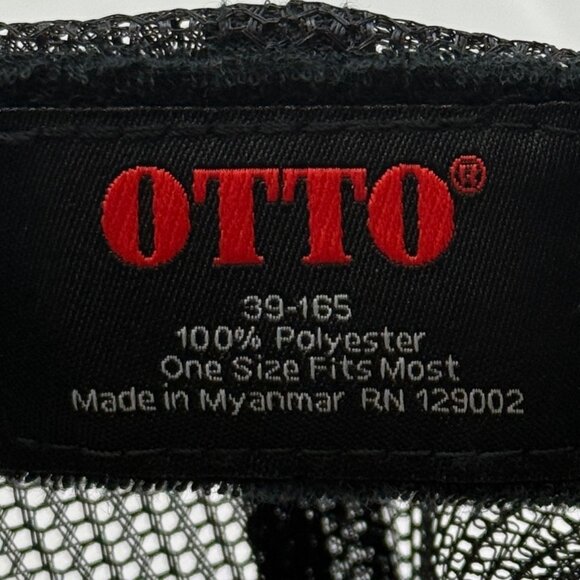 OTTO®
39-165
100% Polyester
One Size Fits Most
Made in Myanmar RN 129002